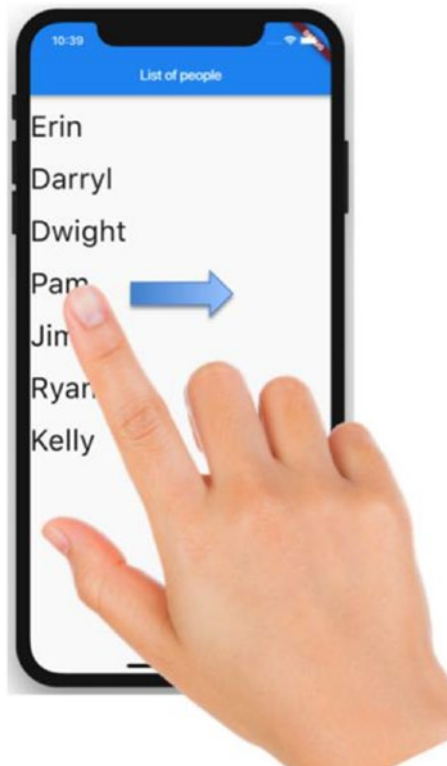 10:39
List of people
Erin
Darryl
Dwight
Pam
Jim
Ryan
Kelly